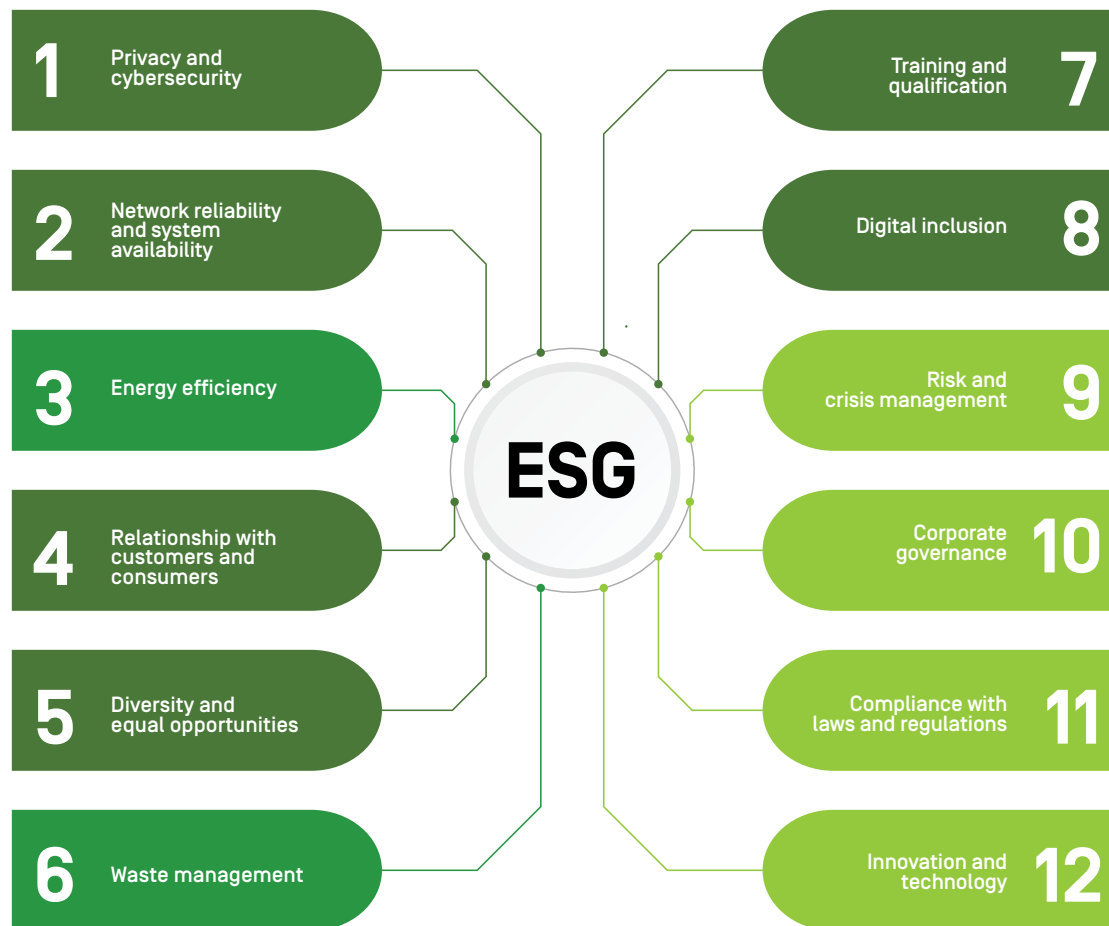 1
Privacy and
cybersecurity
2
Network reliability
and system
availability
3
Energy efficiency
4
Relationship with
customers and
consumers
5
Diversity and
equal opportunities
6
Waste management
ESG
Training and
qualification
7
Digital inclusion
8
Risk and
crisis management
9
Corporate
governance
10
Compliance with
laws and regulations
11
Innovation and
technology
12